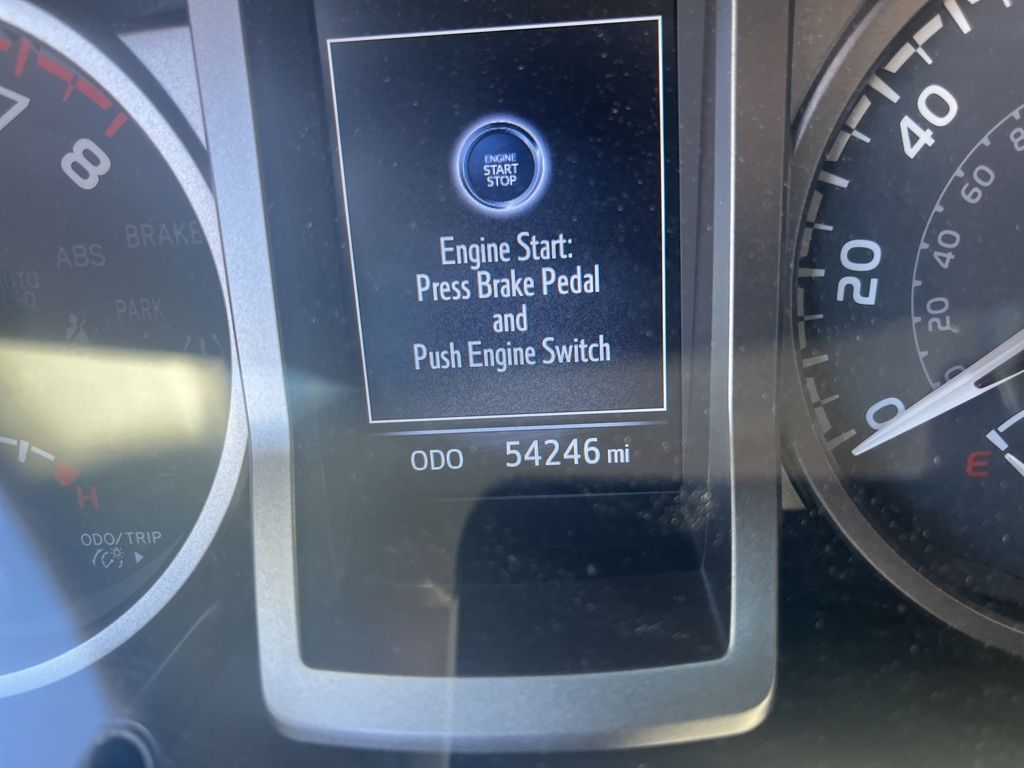 ENGINE
START
STOP
Engine Start:
Press Brake Pedal
and
Push Engine Switch
ODO 54246 mi
7
8
ABS
BRAKE
PARK
H
ODO/TRIP
40
20
0
60
40
20
E